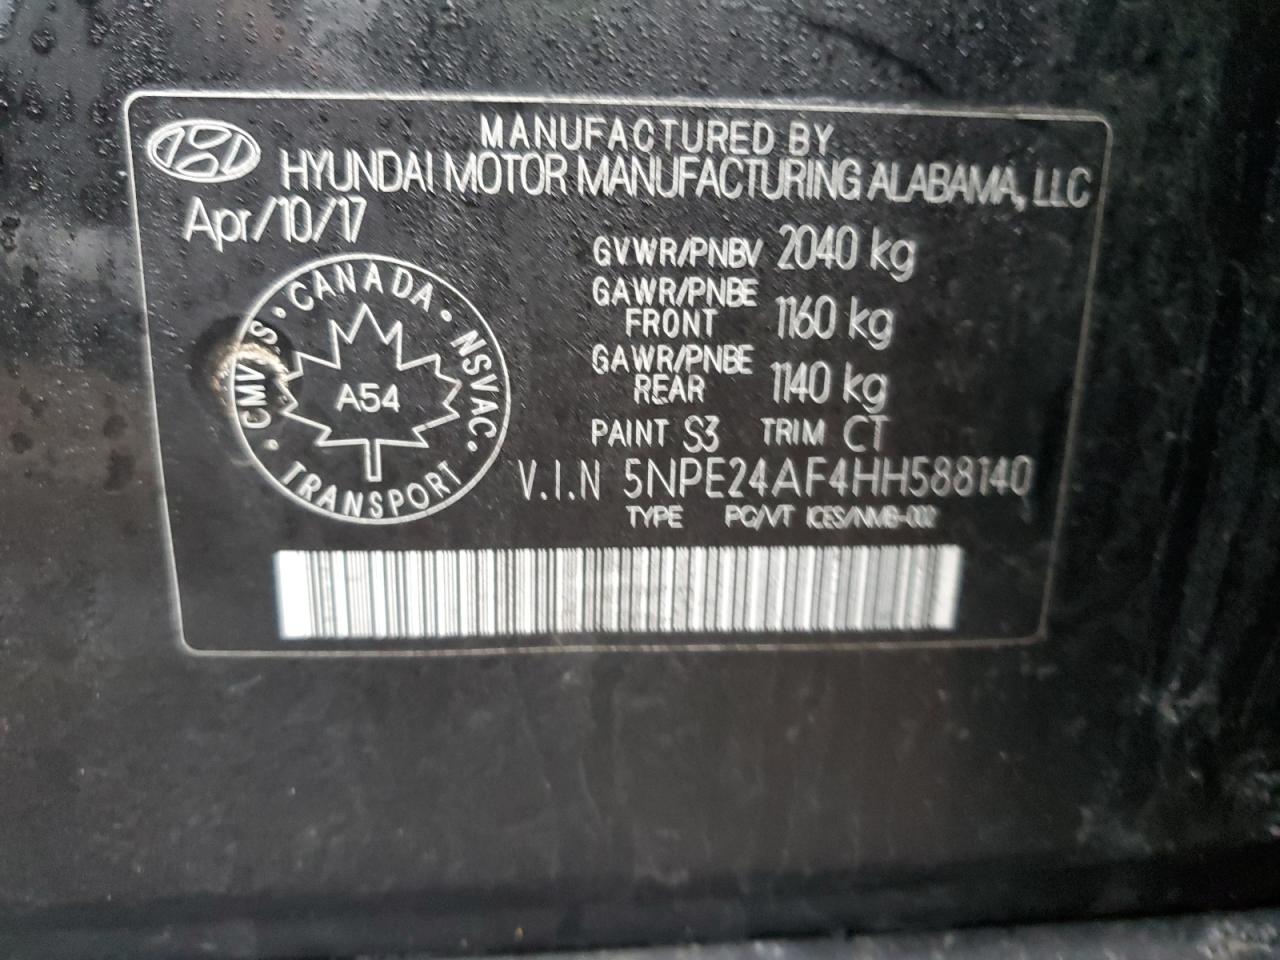 MANUFACTURED BY
HYUNDAI MOTOR MANUFACTURING ALABAMA, LLC
Apr/10/17
GVWR/PNBV 2040 kg
GAWR/PNBE
FRONT 1160 kg
GAWR/PNBE
REAR 1140 kg
PAINT S3 TRIM CT
V.I.N 5NPE24AF4HH588140
TYPE PC/VT ICES/NMB-002
CANADA · NSVAC · TRANSPORT ·
A54